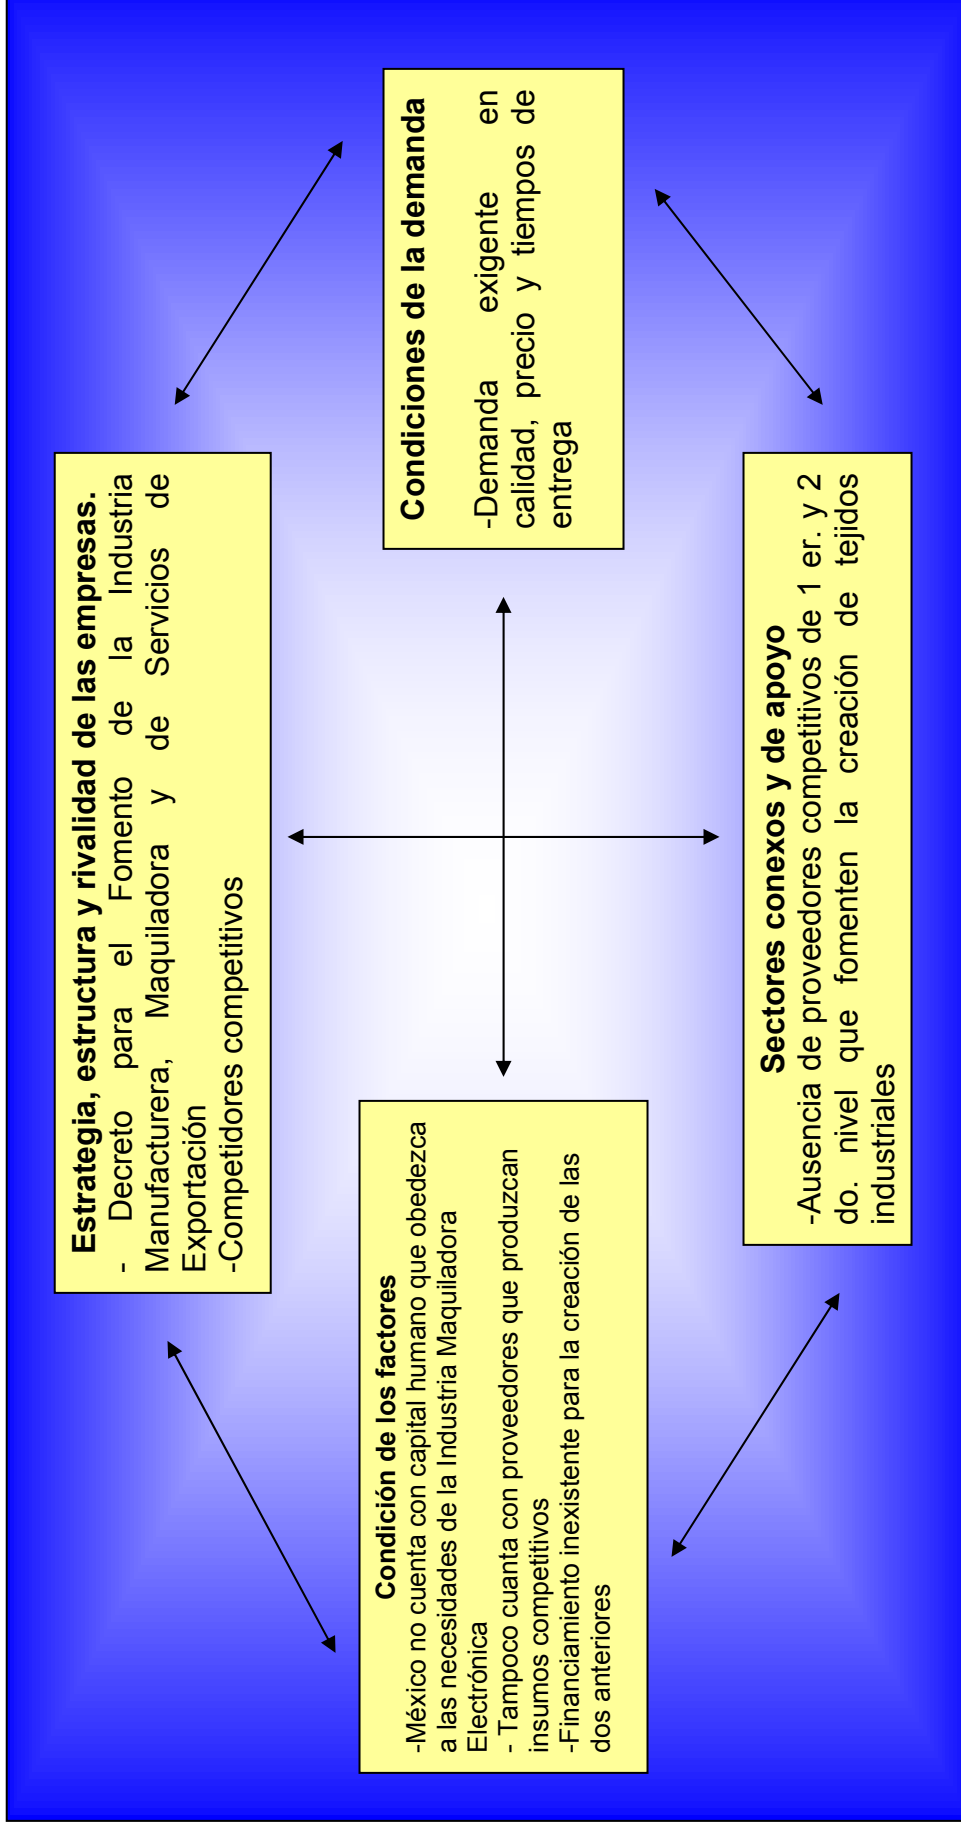 Estrategia, estructura y rivalidad de las empresas.
- Decreto para el Fomento de la Industria
Manufacturera, Maquiladora y de Servicios de
Exportación
-Competidores competitivos
Condición de los factores
-México no cuenta con capital humano que obedezca
a las necesidades de la Industria Maquiladora
Electrónica
- Tampoco cuanta con proveedores que produzcan
insumos competitivos
-Financiamiento inexistente para la creación de las
dos anteriores
Condiciones de la demanda
-Demanda exigente en
calidad, precio y tiempos de
entrega
Sectores conexos y de apoyo
-Ausencia de proveedores competitivos de 1 er. y 2
do. nivel que fomenten la creación de tejidos
industriales